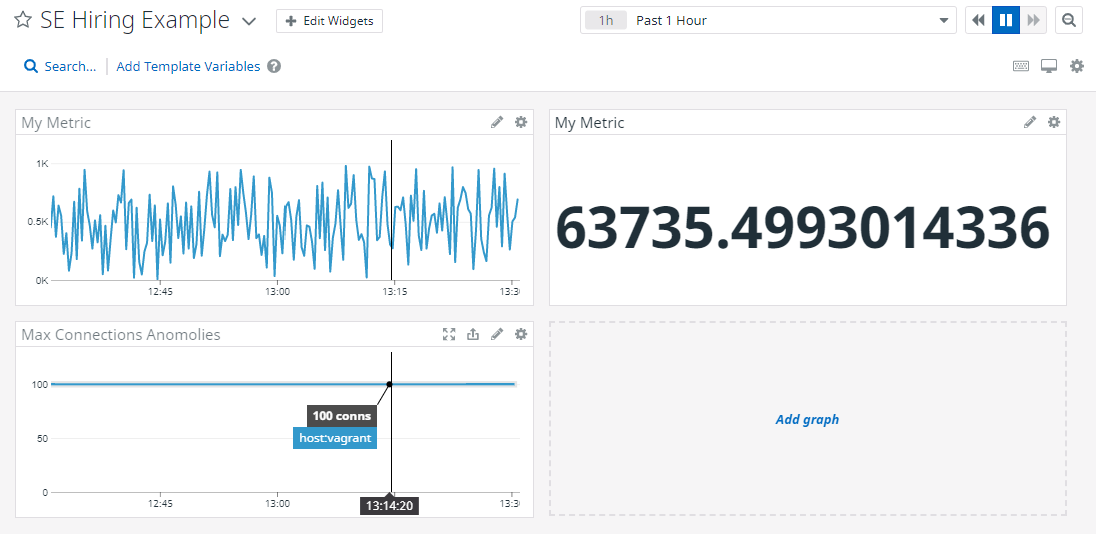 SE Hiring Example
Edit Widgets
1h Past 1 Hour
Search... Add Template Variables ?
My Metric
1K
0.5K
0K
12:45 13:00 13:15 13:3
My Metric
63735.4993014336
Max Connections Anomolies
100
50
0
100 conns
host:vagrant
12:45 13:00 13:14:20 13:3
Add graph